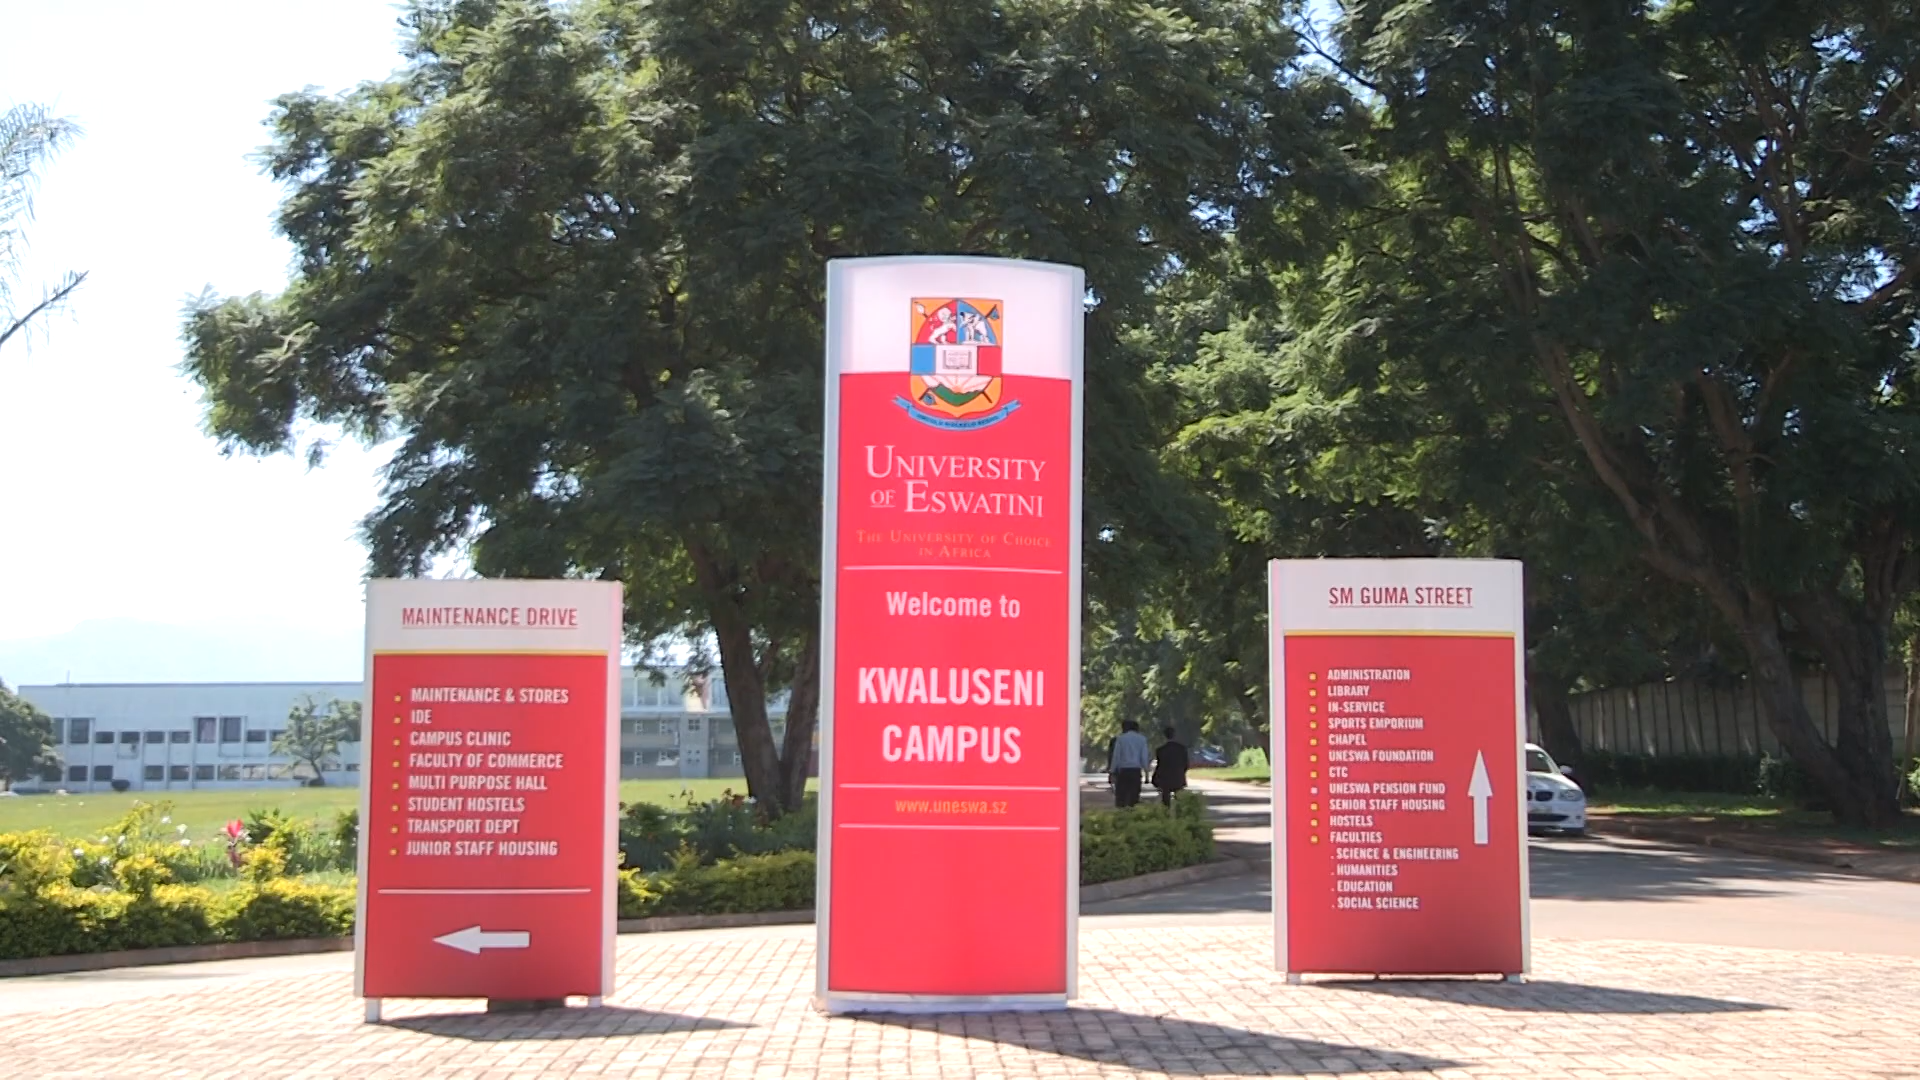 MAINTENANCE DRIVE
MAINTENANCE & STORES
IDE
CAMPUS CLINIC
FACULTY OF COMMERCE
MULTI PURPOSE HALL
STUDENT HOSTELS
TRANSPORT DEPT
JUNIOR STAFF HOUSING
UNIVERSITY
OF ESWATINI
THE UNIVERSITY OF CHOICE
IN AFRICA
Welcome to
KWALUSENI
CAMPUS
www.uneswa.sz
SM GUMA STREET
ADMINISTRATION
LIBRARY
IN-SERVICE
SPORTS EMPORIUM
CHAPEL
UNESWA FOUNDATION
CTC
UNESWA PENSION FUND
SENIOR STAFF HOUSING
HOSTELS
FACULTIES
. SCIENCE & ENGINEERING
. HUMANITIES
. EDUCATION
. SOCIAL SCIENCE